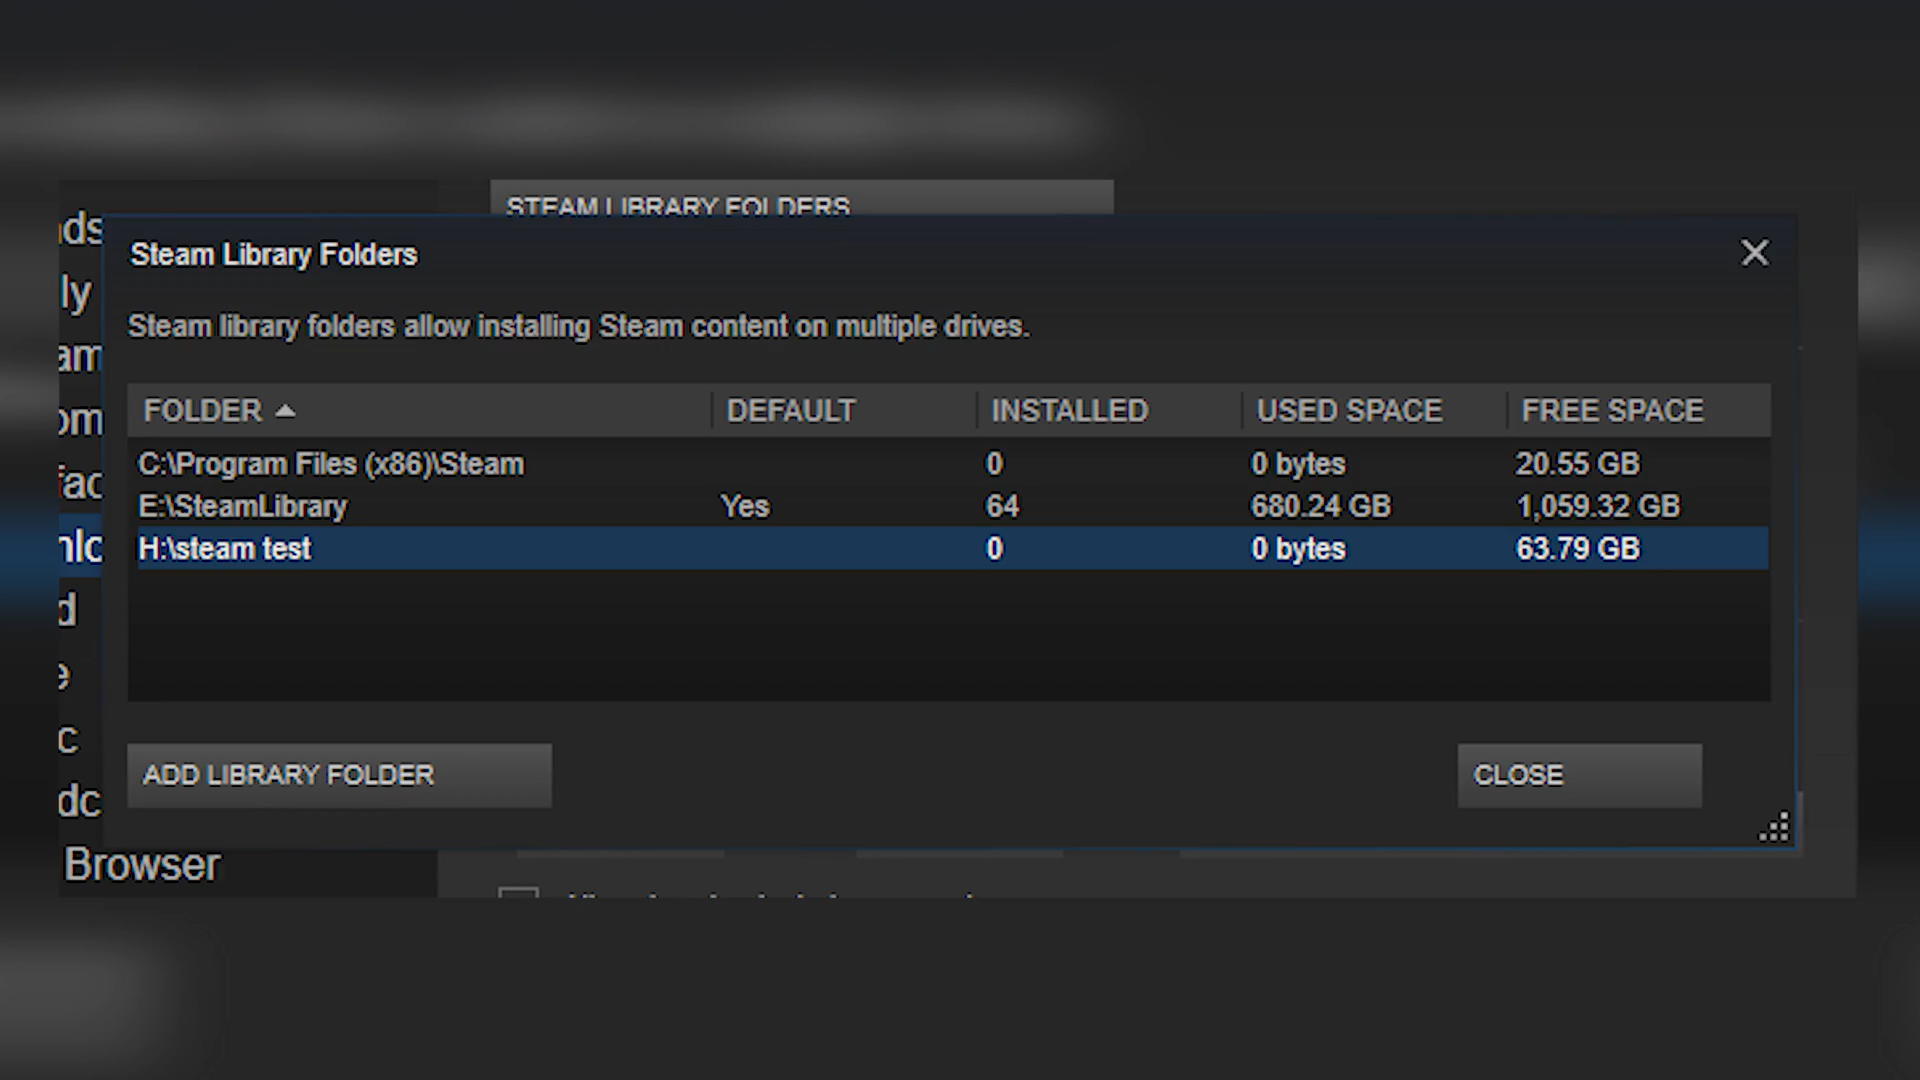 STEAM LIBRARY FOLDERS
Steam Library Folders
Steam library folders allow installing Steam content on multiple drives.
FOLDER DEFAULT INSTALLED USED SPACE FREE SPACE
C:\Program Files (x86)\Steam 0 0 bytes 20.55 GB
E:\SteamLibrary Yes 64 680.24 GB 1,059.32 GB
H:\steam test 0 0 bytes 63.79 GB
ADD LIBRARY FOLDER CLOSE
Browser